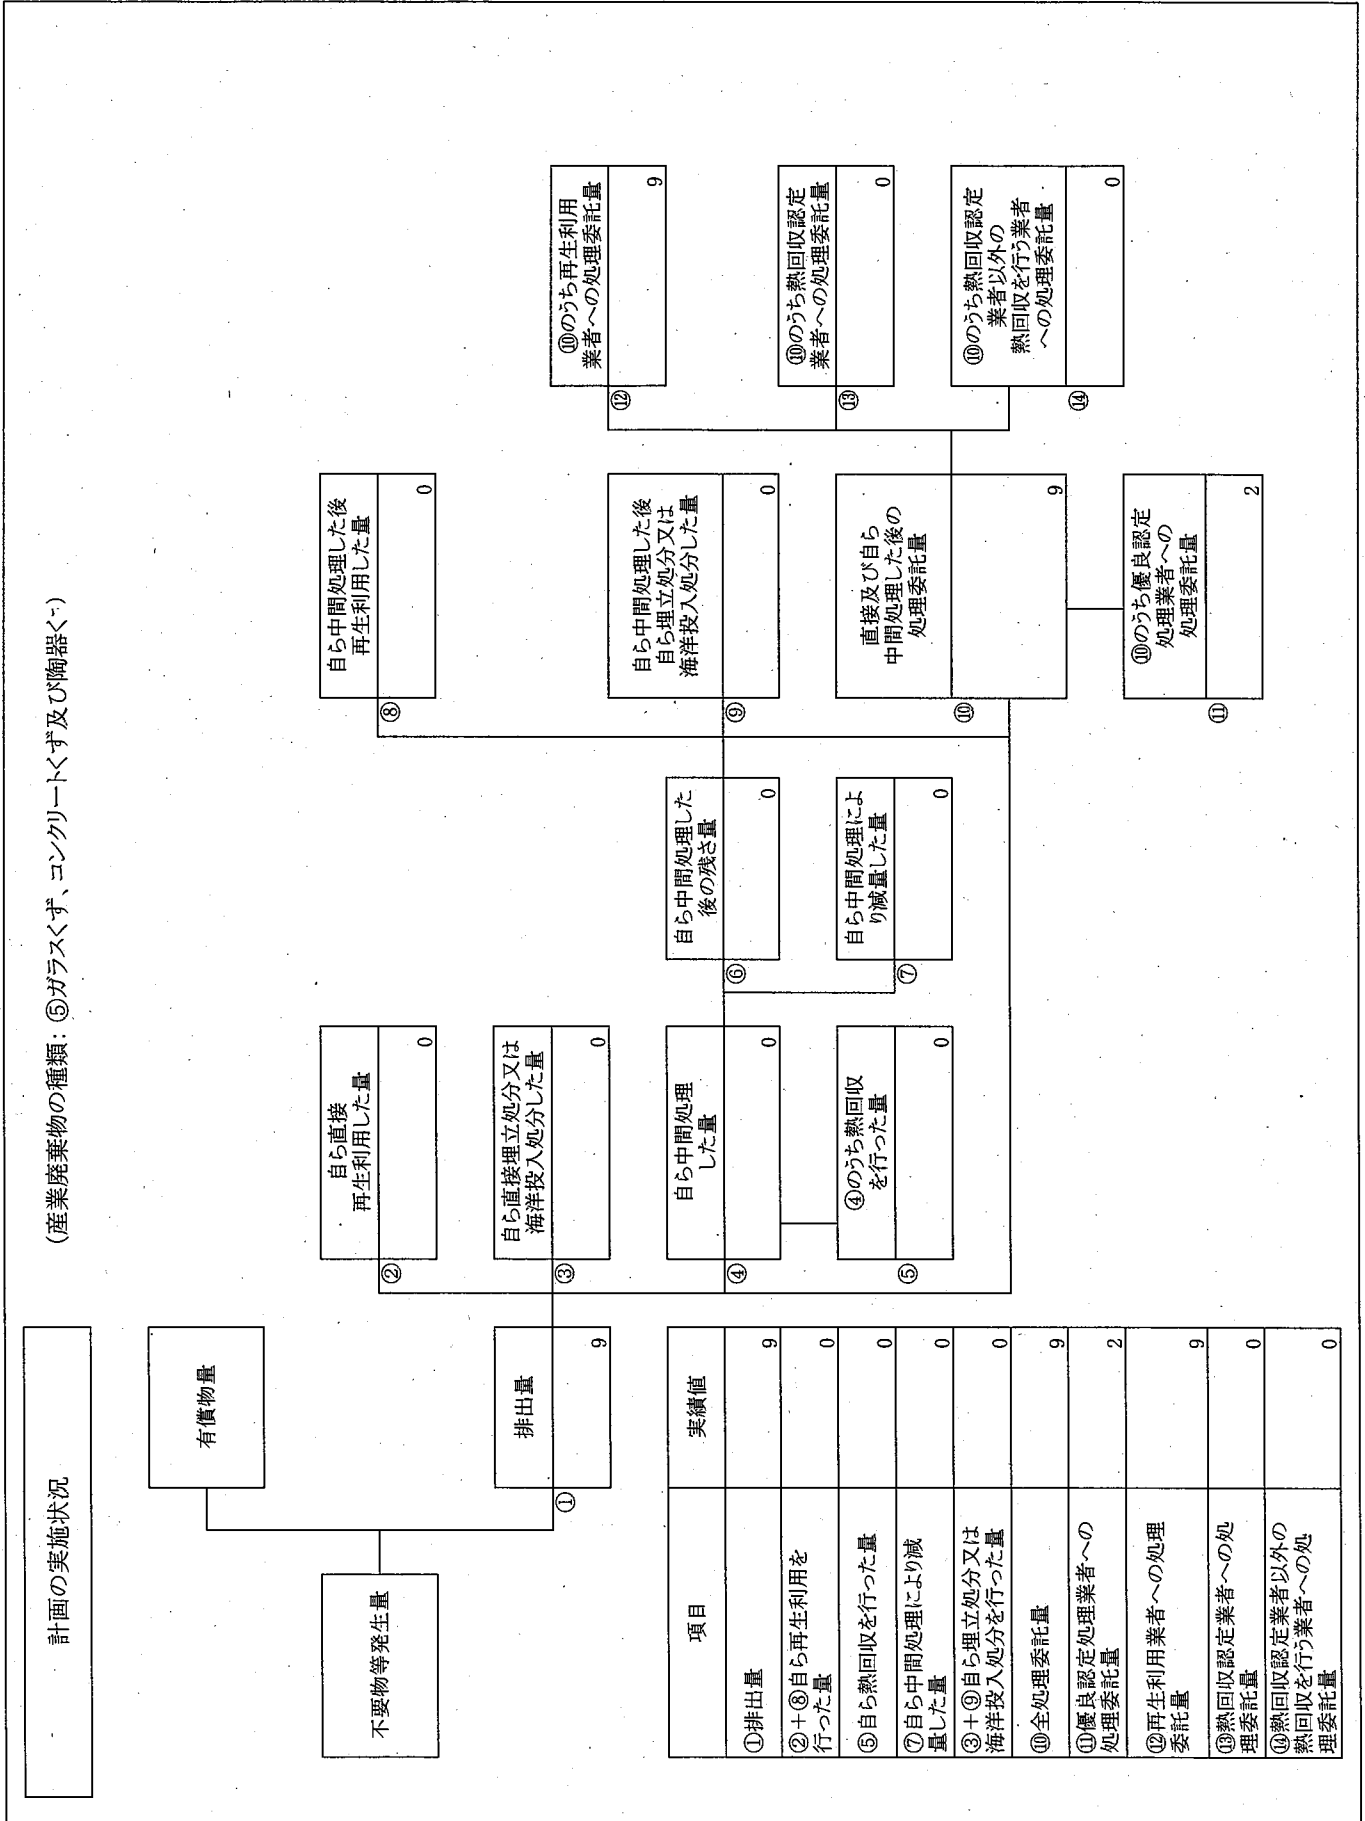 計画の実施状況
(産業廃棄物の種類:⑤ガラスくず、コンクリートくず及び陶器く
不要物等発生量
有償物量
①
排出量
9
②
自ら直接
再生利用した量
0
③
自ら直接埋立処分又は
海洋投入処分した量
0
④
自ら中間処理
した量
0
⑤
④のうち熱回収
を行った量
0
⑥
自ら中間処理した
後の残さ量
0
⑦
自ら中間処理によ
り減量した量
0
⑧
自ら中間処理した後
再生利用した量
0
⑨
自ら中間処理した後
自ら埋立処分又は
海洋投入処分した量
0
⑩
直接及び自ら
中間処理した後の
処理委託量
9
⑪
⑩のうち優良認定
処理業者への
処理委託量
2
⑫
⑩のうち再生利用
業者への処理委託量
9
⑬
⑩のうち熱回収認定
業者への処理委託量
0
⑭
⑩のうち熱回収認定
業者以外の
熱回収を行う業者
への処理委託量
0
項目 実績値
①排出量 9
②+⑧自ら再生利用を
行った量 0
⑤自ら熱回収を行った量 0
⑦自ら中間処理により減
量した量 0
③+⑨自ら埋立処分又は
海洋投入処分を行った量 0
⑩全処理委託量 9
⑪優良認定処理業者への
処理委託量 2
⑫再生利用業者への処理
委託量 9
⑬熱回収認定業者への処
理委託量 0
⑭熱回収認定業者以外の
熱回収を行う業者への処
理委託量 0